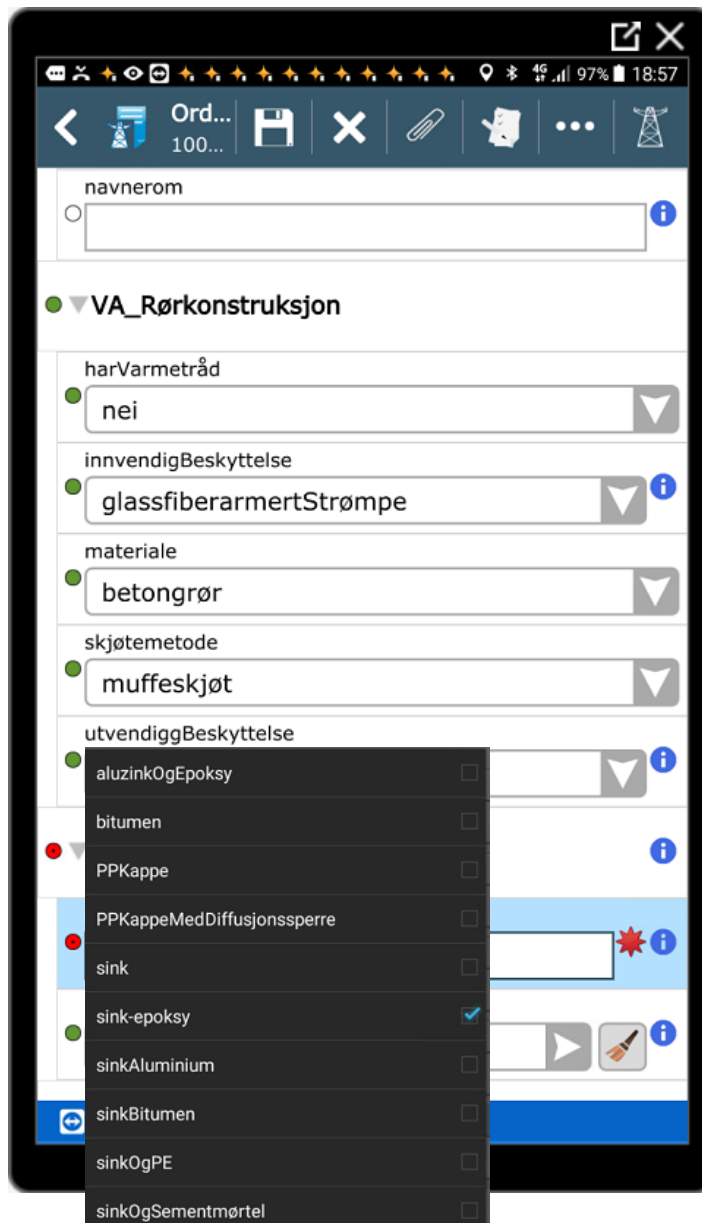 4G 97% 18:57
Ord...
100...
navnerom
VA_Rørkonstruksjon
harVarmetråd
nei
innvendigBeskyttelse
glassfiberarmertStrømpe
materiale
betongrør
skjøtemetode
muffeskjøt
utvendiggBeskyttelse
aluzinkOgEpoksy
bitumen
PPKappe
PPKappeMedDiffusjonssperre
sink
sink-epoksy
sinkAluminium
sinkBitumen
sinkOgPE
sinkOgSementmørtel